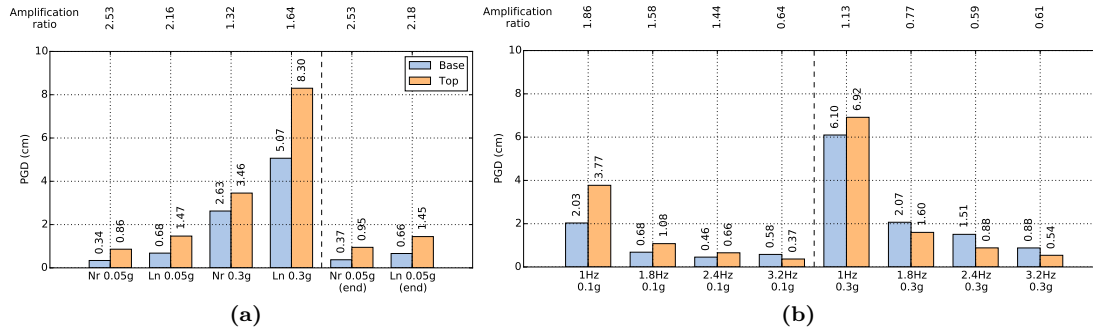 Amplification
ratio
2.53
2.16
1.32
1.64
2.53
2.18
10
8
6
4
2
0
PGD (cm)
Base
Top
0.34
0.86
0.68
1.47
2.63
3.46
5.07
8.30
0.37
0.95
0.66
1.45
Nr 0.05g
Ln 0.05g
Nr 0.3g
Ln 0.3g
Nr 0.05g
(end)
Ln 0.05g
(end)
(a)
Amplification
ratio
1.86
1.58
1.44
0.64
1.13
0.77
0.59
0.61
10
8
6
4
2
0
PGD (cm)
2.03
3.77
0.68
1.08
0.46
0.66
0.58
0.37
6.10
6.92
2.07
1.60
1.51
0.88
0.88
0.54
1Hz
0.1g
1.8Hz
0.1g
2.4Hz
0.1g
3.2Hz
0.1g
1Hz
0.3g
1.8Hz
0.3g
2.4Hz
0.3g
3.2Hz
0.3g
(b)